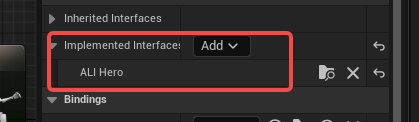 Inherited Interfaces
Implemented Interfaces Add
ALI Hero
Bindings